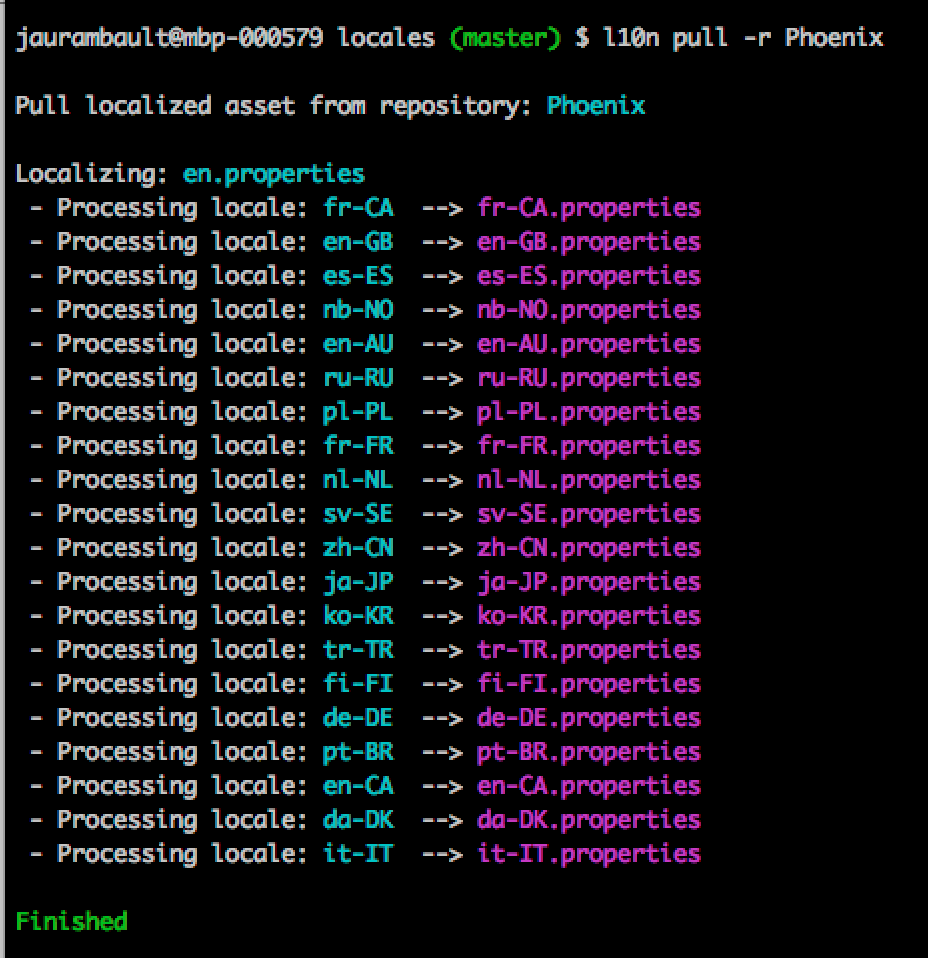 jaurambault@mbp-000579 locales (master) $ l10n pull -r Phoenix
Pull localized asset from repository: Phoenix
Localizing: en.properties
- Processing locale: fr-CA --> fr-CA.properties
- Processing locale: en-GB --> en-GB.properties
- Processing locale: es-ES --> es-ES.properties
- Processing locale: nb-NO --> nb-NO.properties
- Processing locale: en-AU --> en-AU.properties
- Processing locale: ru-RU --> ru-RU.properties
- Processing locale: pl-PL --> pl-PL.properties
- Processing locale: fr-FR --> fr-FR.properties
- Processing locale: nl-NL --> nl-NL.properties
- Processing locale: sv-SE --> sv-SE.properties
- Processing locale: zh-CN --> zh-CN.properties
- Processing locale: ja-JP --> ja-JP.properties
- Processing locale: ko-KR --> ko-KR.properties
- Processing locale: tr-TR --> tr-TR.properties
- Processing locale: fi-FI --> fi-FI.properties
- Processing locale: de-DE --> de-DE.properties
- Processing locale: pt-BR --> pt-BR.properties
- Processing locale: en-CA --> en-CA.properties
- Processing locale: da-DK --> da-DK.properties
- Processing locale: it-IT --> it-IT.properties
Finished